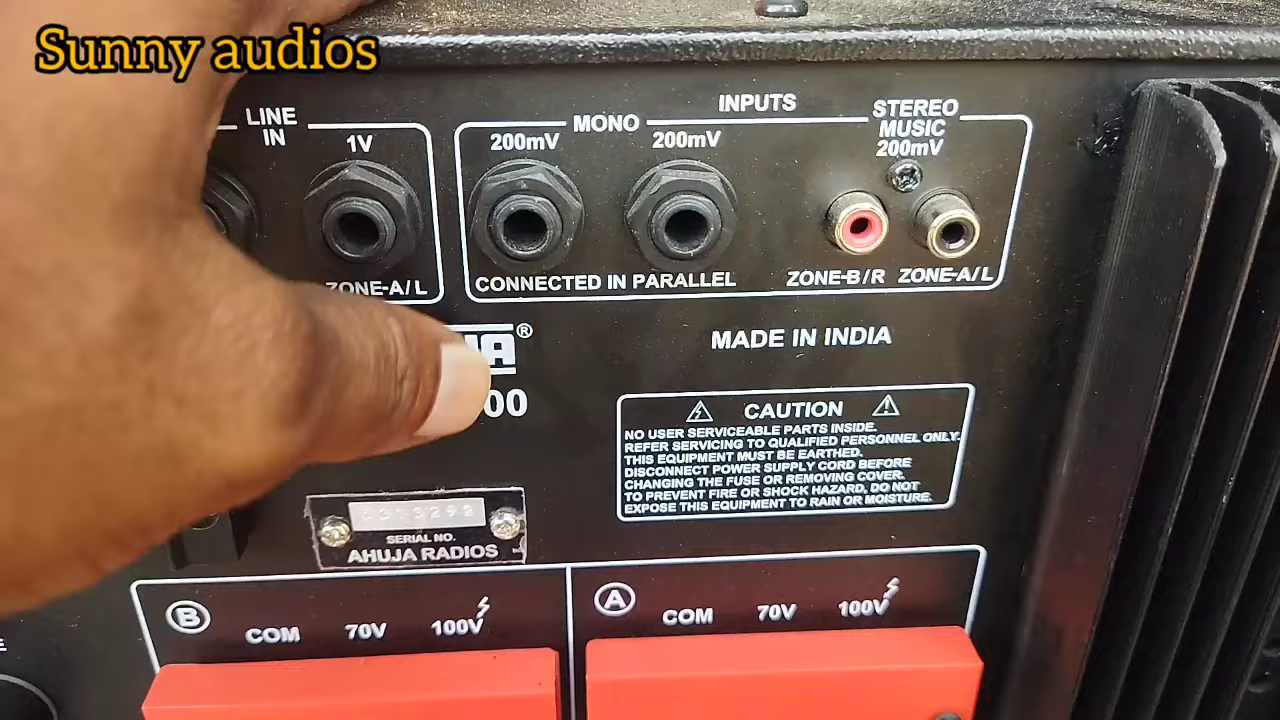 Sunny audios
LINE
IN
1V
ZONE-A/L
INPUTS
MONO
200mV
200mV
CONNECTED IN PARALLEL
STEREO
MUSIC
200mV
ZONE-B/R ZONE-A/L
®
00
MADE IN INDIA
CAUTION
NO USER SERVICEABLE PARTS INSIDE.
REFER SERVICING TO QUALIFIED PERSONNEL ONLY.
THIS EQUIPMENT MUST BE EARTHED.
DISCONNECT POWER SUPPLY CORD BEFORE
CHANGING THE FUSE OR REMOVING COVER.
TO PREVENT FIRE OR SHOCK HAZARD, DO NOT
EXPOSE THIS EQUIPMENT TO RAIN OR MOISTURE.
SERIAL NO.
AHUJA RADIOS
B
COM 70V 100V
A
COM 70V 100V